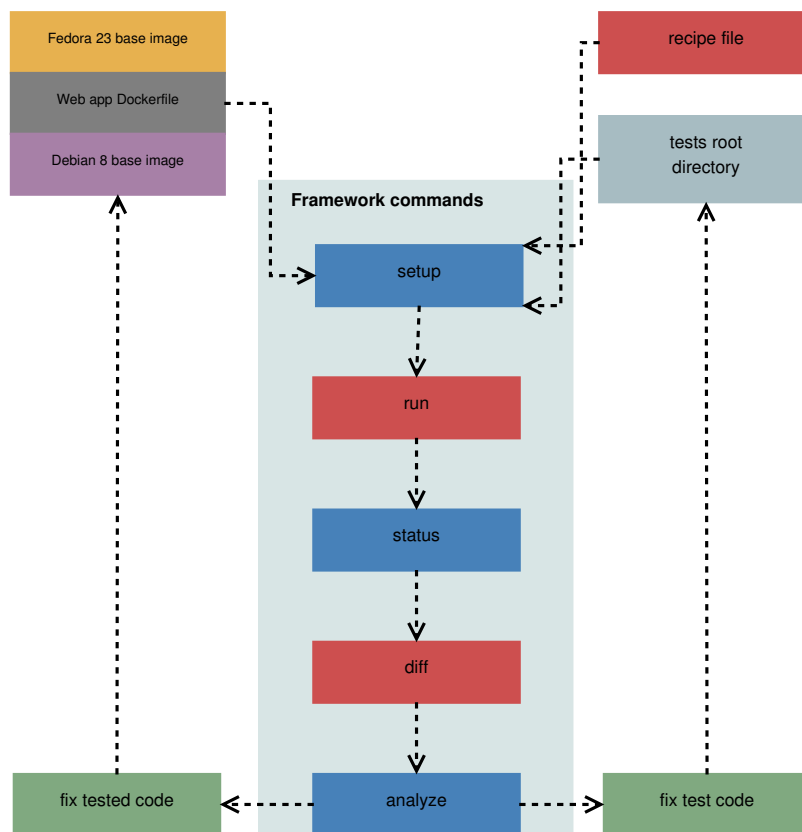 Fedora 23 base image
Web app Dockerfile
Debian 8 base image
recipe file
tests root
directory
Framework commands
setup
run
status
diff
fix tested code
analyze
fix test code